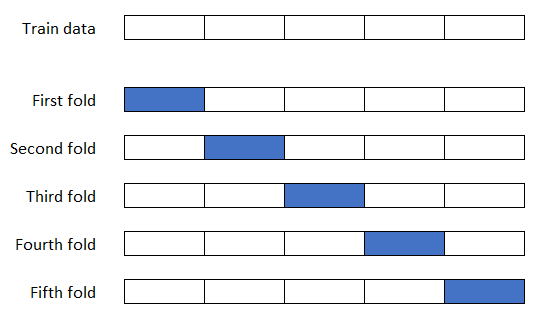 Train data
First fold
Second fold
Third fold
Fourth fold
Fifth fold